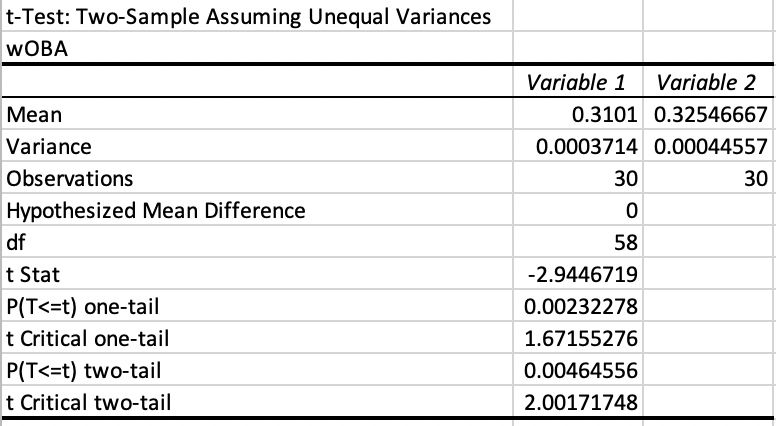 t-Test: Two-Sample Assuming Unequal Variances
wOBA
Variable 1 Variable 2
Mean 0.3101 0.32546667
Variance 0.0003714 0.00044557
Observations 30 30
Hypothesized Mean Difference 0
df 58
t Stat -2.9446719
P(T<=t) one-tail 0.00232278
t Critical one-tail 1.67155276
P(T<=t) two-tail 0.00464556
t Critical two-tail 2.00171748